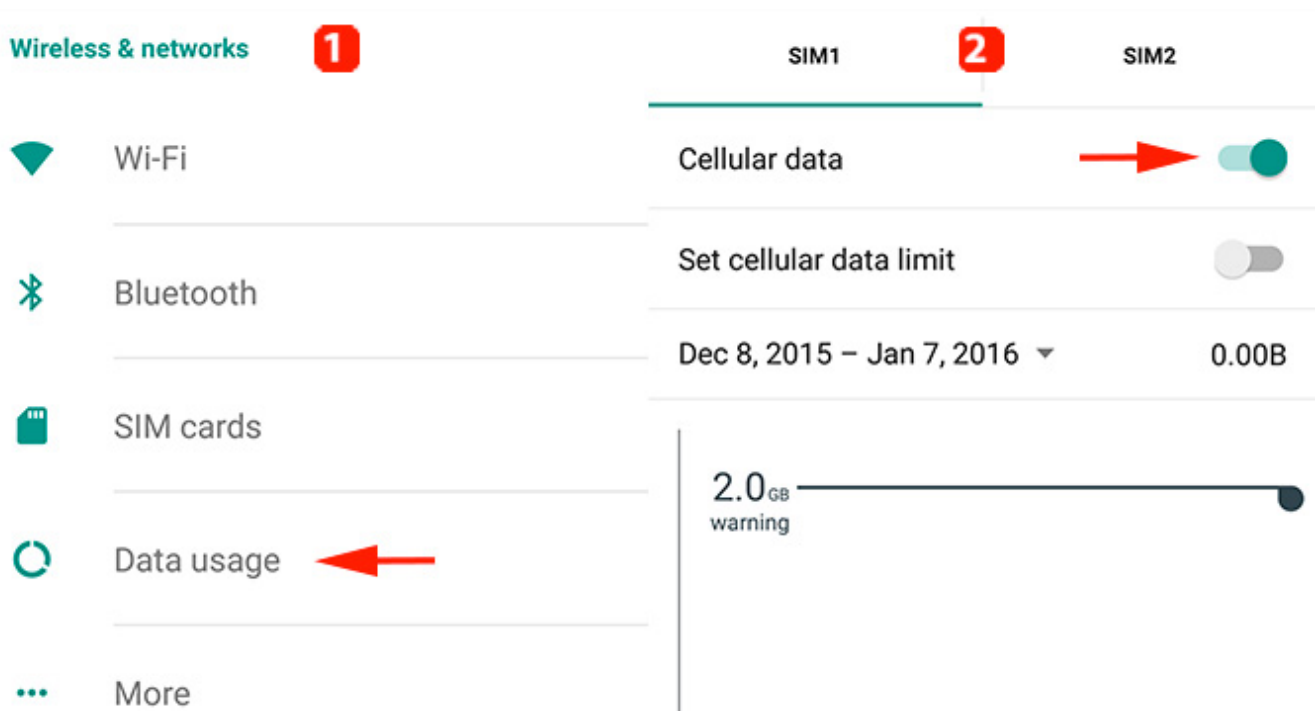 Wireless & networks
1
Wi-Fi
Bluetooth
SIM cards
Data usage
More
SIM1
2
SIM2
Cellular data
Set cellular data limit
Dec 8, 2015 – Jan 7, 2016
0.00B
2.0GB
warning